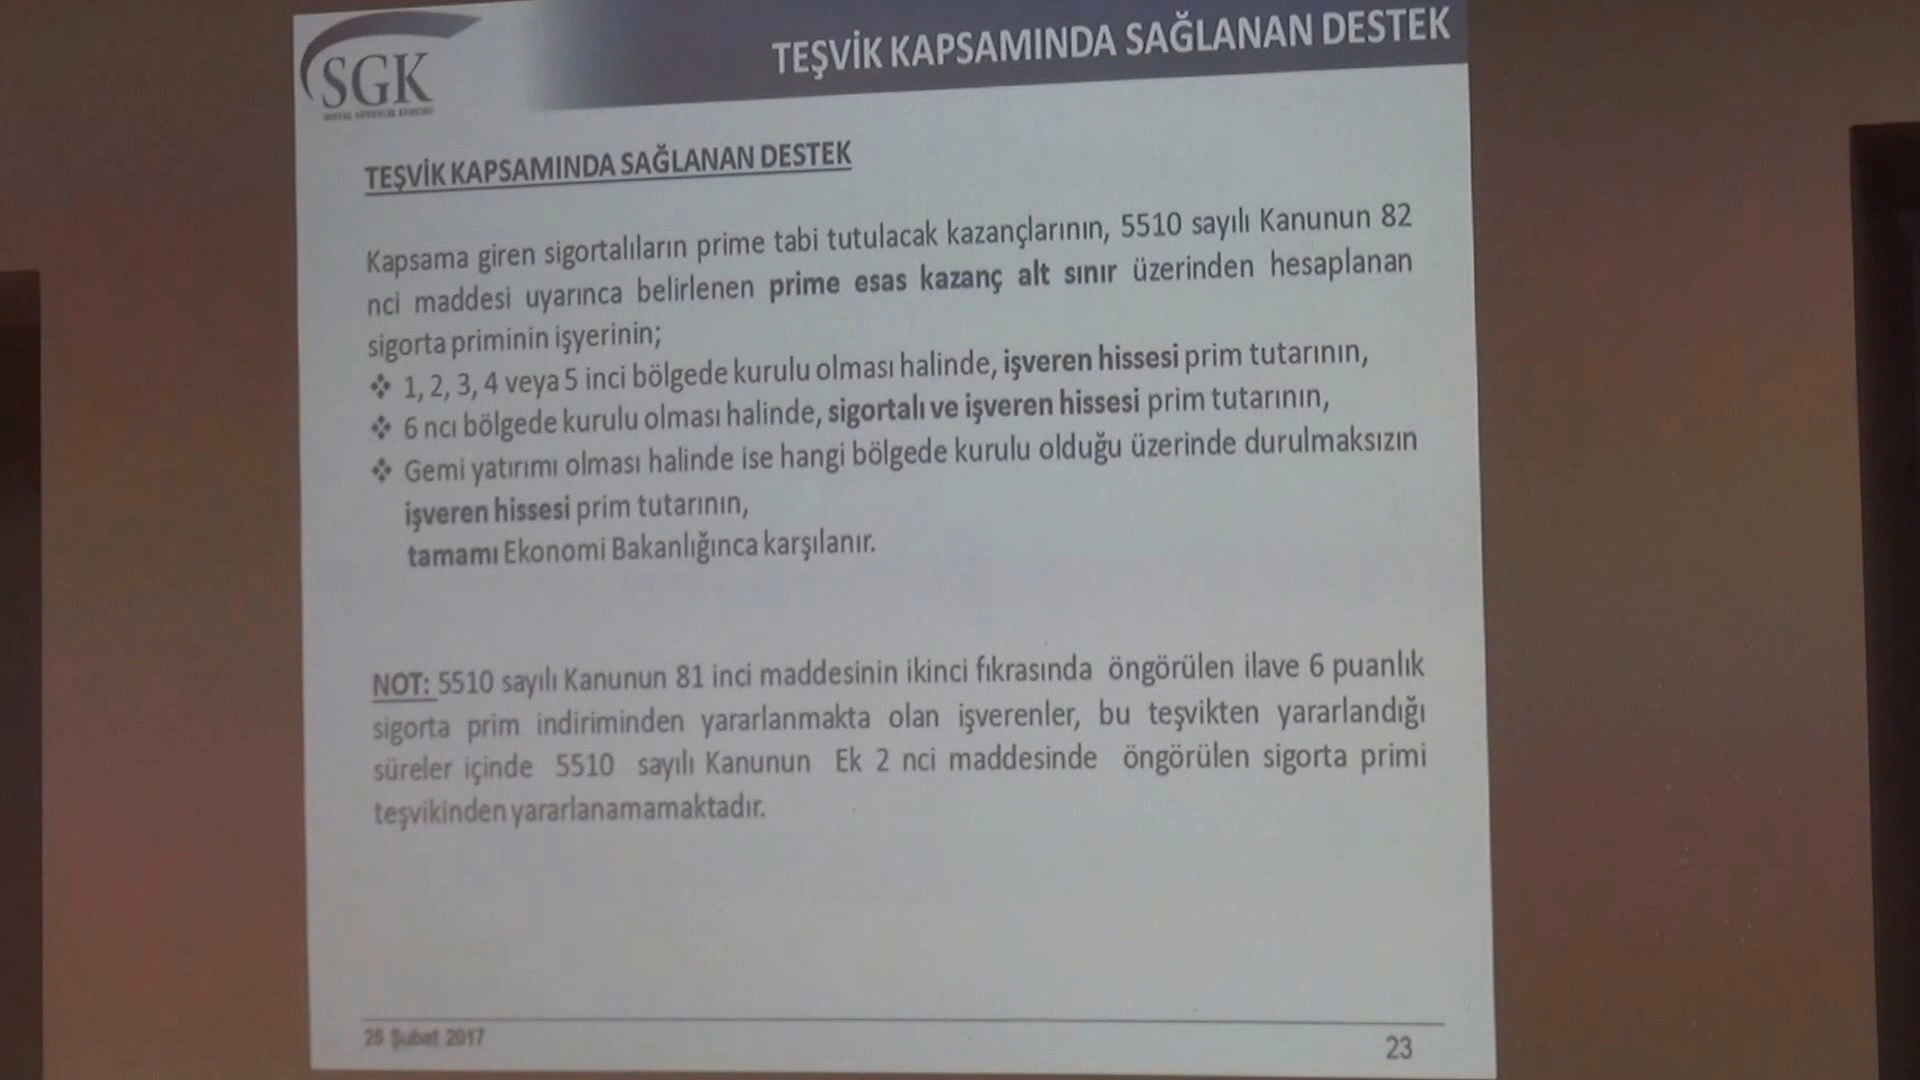 SGK
TEŞVİK KAPSAMINDA SAĞLANAN DESTEK
TEŞVİK KAPSAMINDA SAĞLANAN DESTEK
Kapsama giren sigortalıların prime tabi tutulacak kazançlarının, 5510 sayılı Kanunun 82
nci maddesi uyarınca belirlenen prime esas kazanç alt sınır üzerinden hesaplanan
sigorta priminin işyerinin;
❖ 1, 2, 3, 4 veya 5 inci bölgede kurulu olması halinde, işveren hissesi prim tutarının,
❖ 6 ncı bölgede kurulu olması halinde, sigortalı ve işveren hissesi prim tutarının,
❖ Gemi yatırımı olması halinde ise hangi bölgede kurulu olduğu üzerinde durulmaksızın
işveren hissesi prim tutarının,
tamamı Ekonomi Bakanlığınca karşılanır.
NOT: 5510 sayılı Kanunun 81 inci maddesinin ikinci fıkrasında öngörülen ilave 6 puanlık
sigorta prim indiriminden yararlanmakta olan işverenler, bu teşvikten yararlandığı
süreler içinde 5510 sayılı Kanunun Ek 2 nci maddesinde öngörülen sigorta primi
teşvikinden yararlanamamaktadır.
25 Şubat 2017
23